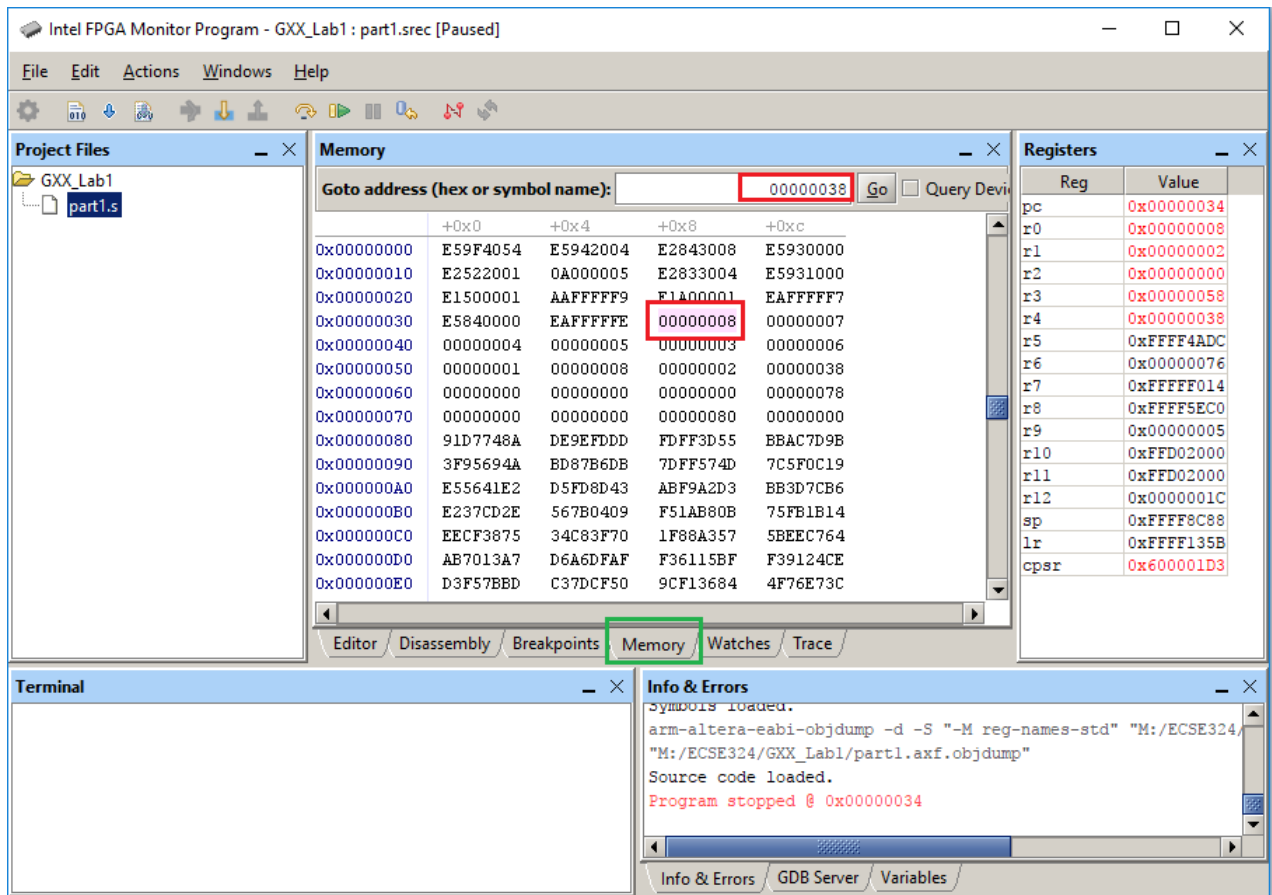 Intel FPGA Monitor Program - GXX_Lab1 : part1.srec [Paused]
File Edit Actions Windows Help
Project Files
GXX_Lab1
part1.s
Memory
Goto address (hex or symbol name): 00000038 Go Query Devi
+0x0 +0x4 +0x8 +0xc
0x00000000 E59F4054 E5942004 E2843008 E5930000
0x00000010 E2522001 0A000005 E2833004 E5931000
0x00000020 E1500001 AAFFFFF9 E1A00001 EAFFFFF7
0x00000030 E5840000 EAFFFFFE 00000008 00000007
0x00000040 00000004 00000005 00000003 00000006
0x00000050 00000001 00000008 00000002 00000038
0x00000060 00000000 00000000 00000000 00000078
0x00000070 00000000 00000000 00000080 00000000
0x00000080 91D7748A DE9EFDDD FDFF3D55 BBAC7D9B
0x00000090 3F95694A BD87B6DB 7DFF574D 7C5F0C19
0x000000A0 E55641E2 D5FD8D43 ABF9A2D3 BB3D7CB6
0x000000B0 E237CD2E 567B0409 F51AB80B 75FB1B14
0x000000C0 EECF3875 34C83F70 1F88A357 5BEEC764
0x000000D0 AB7013A7 D6A6DFAF F36115BF F39124CE
0x000000E0 D3F57BBD C37DCF50 9CF13684 4F76E73C
Editor Disassembly Breakpoints Memory Watches Trace
Registers
Reg Value
pc 0x00000034
r0 0x00000008
r1 0x00000002
r2 0x00000000
r3 0x00000058
r4 0x00000038
r5 0xFFFF4ADC
r6 0x00000076
r7 0xFFFFF014
r8 0xFFFF5EC0
r9 0x00000005
r10 0xFFD02000
r11 0xFFD02000
r12 0x0000001C
sp 0xFFFF8C88
lr 0xFFFF135B
cpsr 0x600001D3
Terminal
Info & Errors
Symbols loaded.
arm-altera-eabi-objdump -d -S "-M reg-names-std" "M:/ECSE324/
"M:/ECSE324/GXX_Lab1/part1.axf.objdump"
Source code loaded.
Program stopped @ 0x00000034
Info & Errors GDB Server Variables